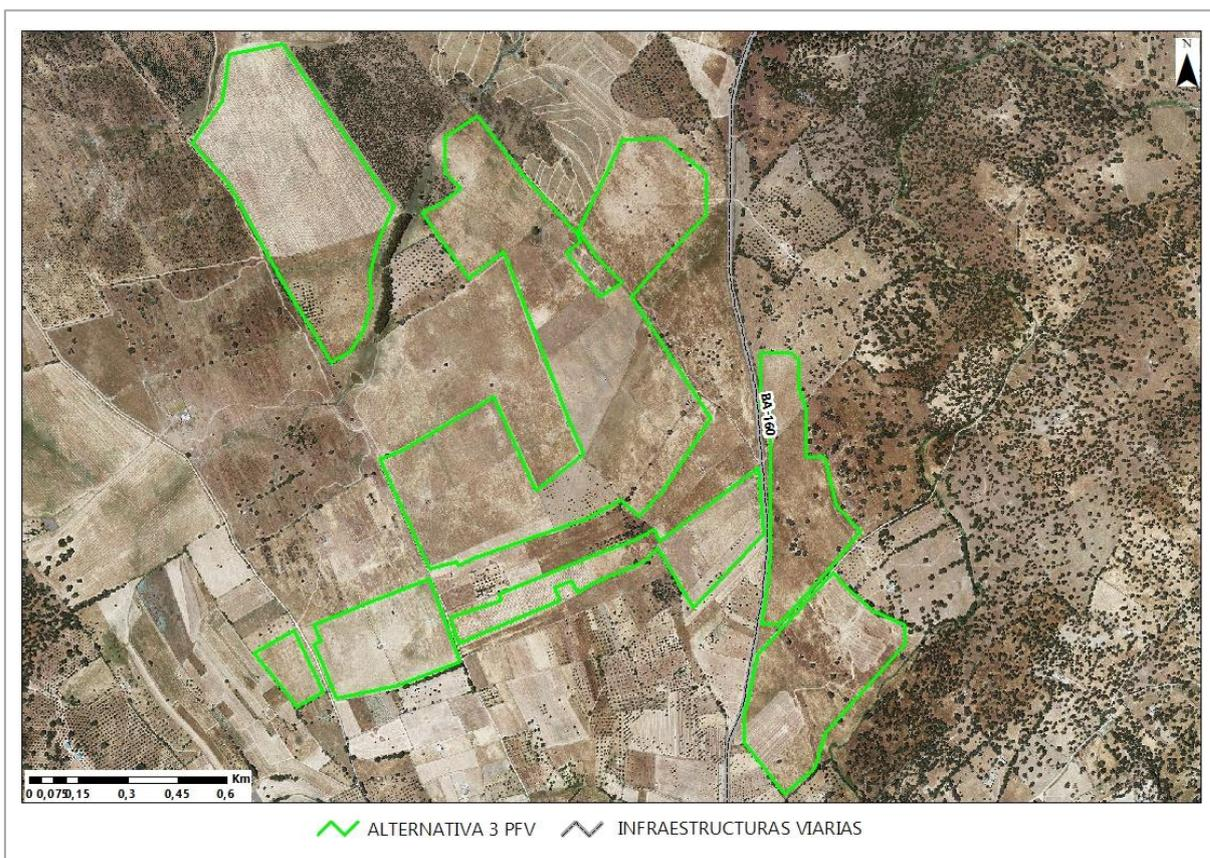 N
BA-160
Km
0 0,075 0,15 0,3 0,45 0,6
ALTERNATIVA 3 PFV INFRAESTRUCTURAS VIARIAS